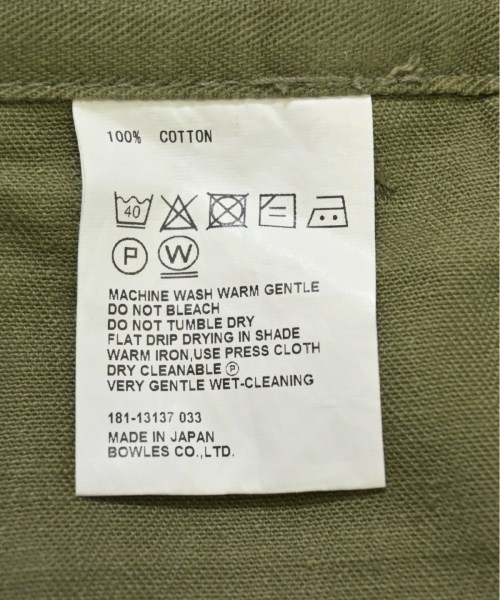 100% COTTON
40
P W
MACHINE WASH WARM GENTLE
DO NOT BLEACH
DO NOT TUMBLE DRY
FLAT DRIP DRYING IN SHADE
WARM IRON,USE PRESS CLOTH
DRY CLEANABLE Ⓟ
VERY GENTLE WET-CLEANING
181-13137 033
MADE IN JAPAN
BOWLES CO.,LTD.